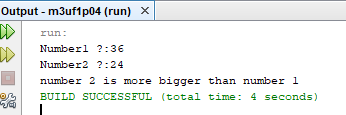 Output - m3uf1p04 (run) ×
run:
Number1 ?:36
Number2 ?:24
number 2 is more bigger than number 1
BUILD SUCCESSFUL (total time: 4 seconds)